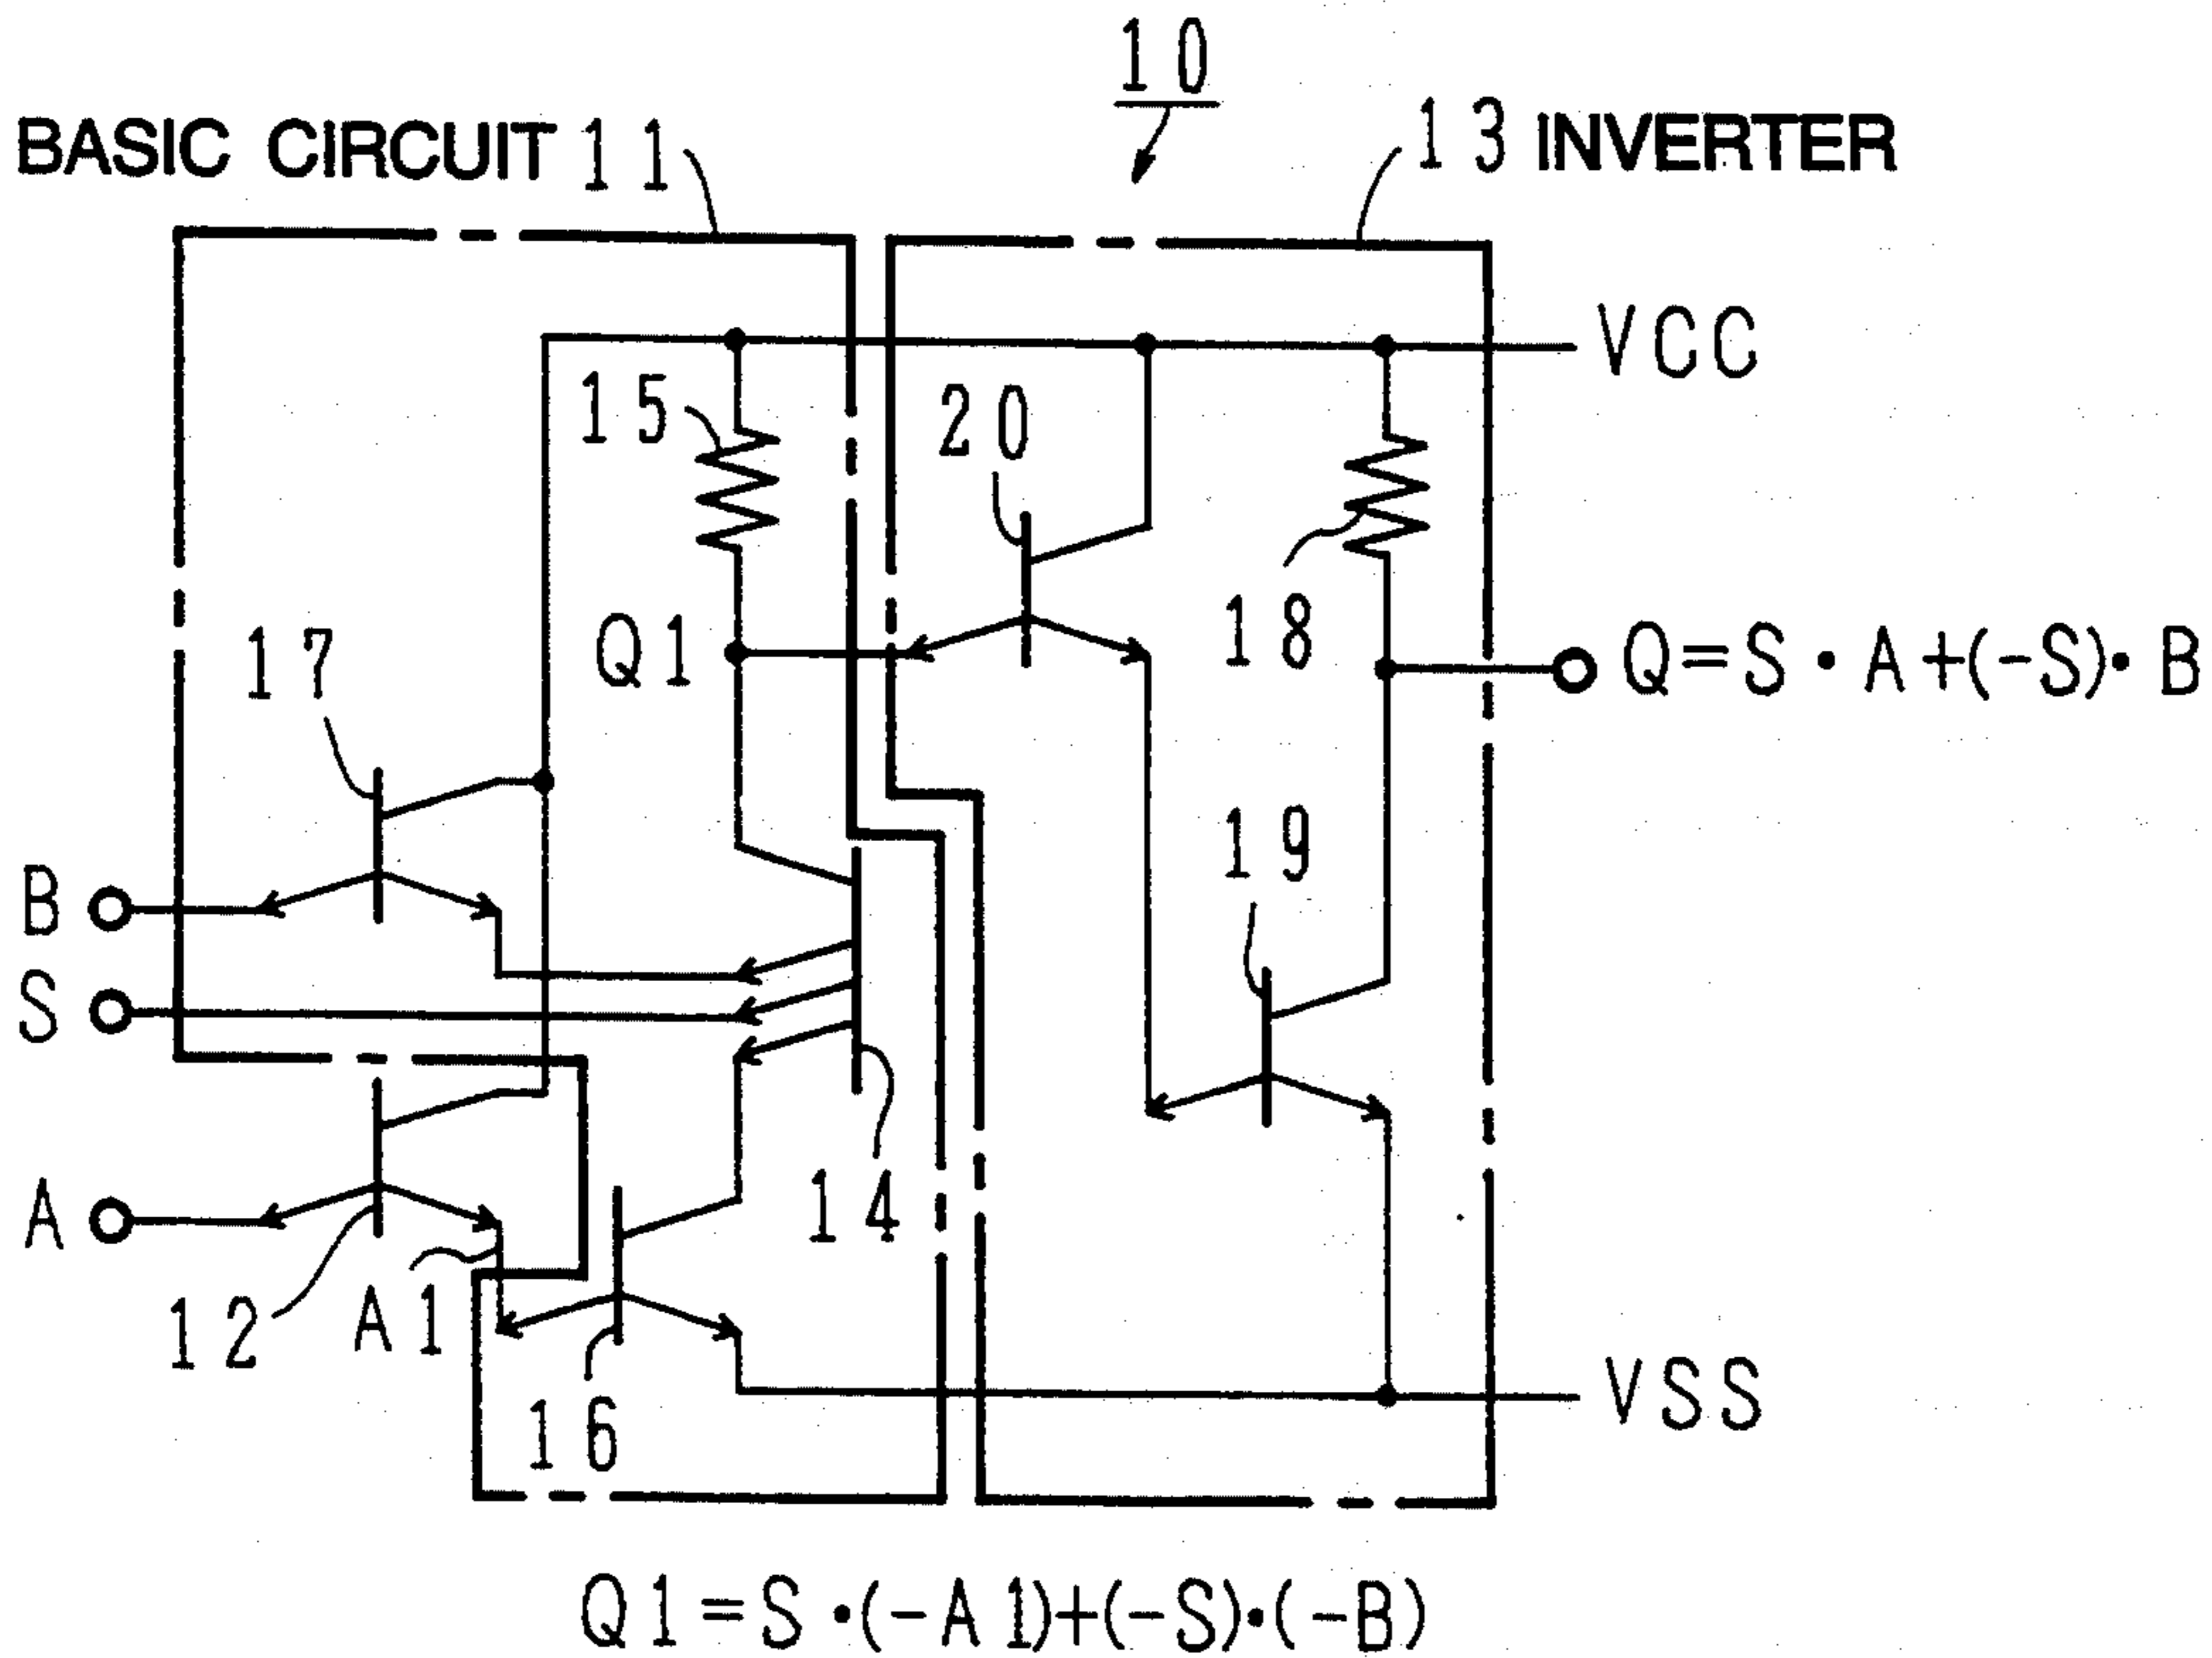 10
BASIC CIRCUIT 11
13 INVERTER
VCC
15
20
17
Q1
18
Q=S•A+(-S)•B
19
B
S
A
14
12
A1
16
VSS
Q1=S•(-A1)+(-S)•(-B)